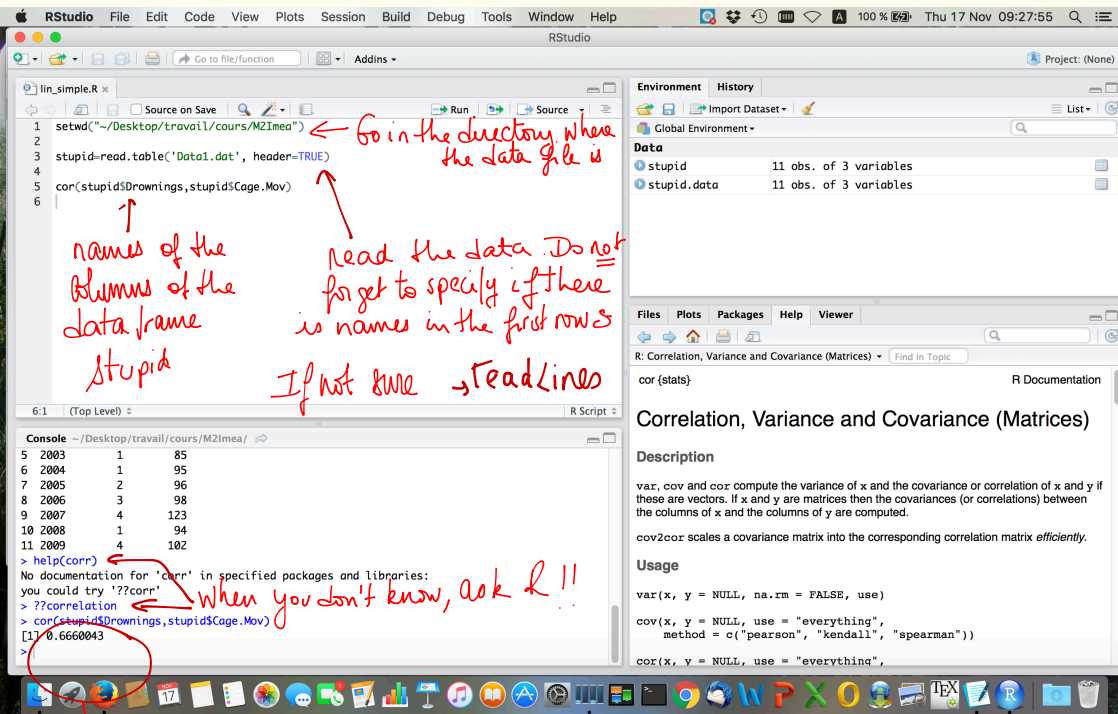 RStudio File Edit Code View Plots Session Build Debug Tools Window Help 100 % Thu 17 Nov 09:27:55
RStudio
Go to file/function Addins Project: (None)
lin_simple.R
Source on Save Run Source
1 setwd("~/Desktop/travail/cours/M2Imea")
2
3 stupid=read.table('Data1.dat', header=TRUE)
4
5 cor(stupid$Drownings,stupid$Cage.Mov)
6
Go in the directory where
the data file is
names of the
columns of the
data frame
stupid
read the data. Do not
forget to specify if there
is names in the first rows
If not sure readLines
6:1 (Top Level) R Script
Console ~/Desktop/travail/cours/M2Imea/
5 2003 1 85
6 2004 1 95
7 2005 2 96
8 2006 3 98
9 2007 4 123
10 2008 1 94
11 2009 4 102
> help(corr)
No documentation for 'corr' in specified packages and libraries:
you could try '??corr'
> ??correlation
> cor(stupid$Drownings,stupid$Cage.Mov)
[1] 0.6660043
>
When you don't know, ask R !!
Environment History
Import Dataset List
Global Environment
Data
stupid 11 obs. of 3 variables
stupid.data 11 obs. of 3 variables
Files Plots Packages Help Viewer
R: Correlation, Variance and Covariance (Matrices) Find in Topic
cor {stats} R Documentation
Correlation, Variance and Covariance (Matrices)
Description
var, cov and cor compute the variance of x and the covariance or correlation of x and y if
these are vectors. If x and y are matrices then the covariances (or correlations) between
the columns of x and the columns of y are computed.
cov2cor scales a covariance matrix into the corresponding correlation matrix efficiently.
Usage
var(x, y = NULL, na.rm = FALSE, use)
cov(x, y = NULL, use = "everything",
method = c("pearson", "kendall", "spearman"))
cor(x, y = NULL, use = "everything",
NOV
17
TEX
R